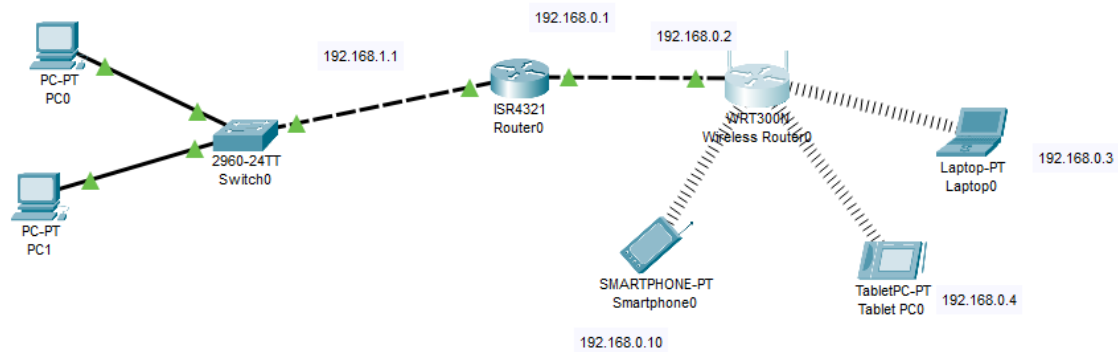 192.168.0.1
192.168.0.2
192.168.1.1
PC-PT
PC0
ISR4321
Router0
WRT300N
Wireless Router0
2960-24TT
Switch0
Laptop-PT
Laptop0
192.168.0.3
PC-PT
PC1
SMARTPHONE-PT
Smartphone0
TabletPC-PT
Tablet PC0
192.168.0.4
192.168.0.10